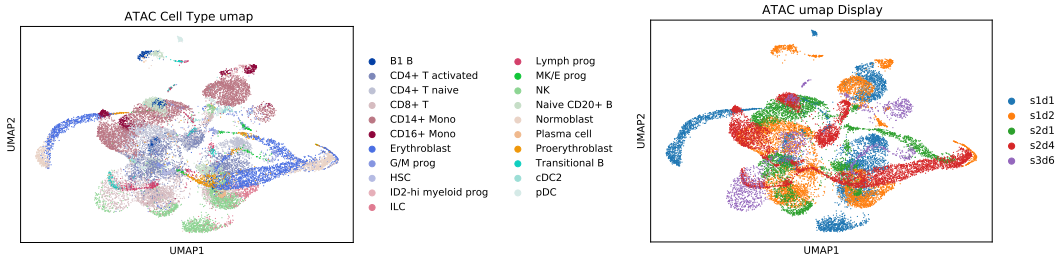 ATAC Cell Type umap
UMAP2
UMAP1
B1 B
CD4+ T activated
CD4+ T naive
CD8+ T
CD14+ Mono
CD16+ Mono
Erythroblast
G/M prog
HSC
ID2-hi myeloid prog
ILC
Lymph prog
MK/E prog
NK
Naive CD20+ B
Normoblast
Plasma cell
Proerythroblast
Transitional B
cDC2
pDC
ATAC umap Display
UMAP2
UMAP1
s1d1
s1d2
s2d1
s2d4
s3d6